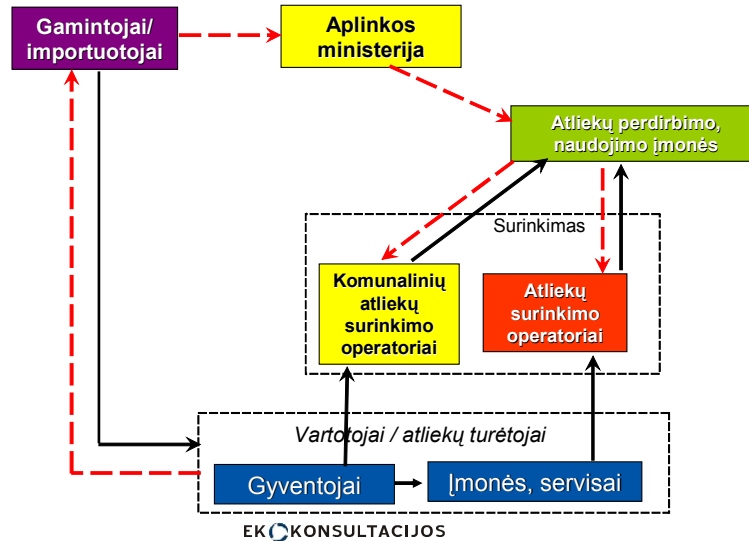 Gamintojai/
importuotojai
Aplinkos
ministerija
Atliekų perdirbimo,
naudojimo įmonės
Surinkimas
Komunalinių
atliekų
surinkimo
operatoriai
Atliekų
surinkimo
operatoriai
Vartotojai / atliekų turėtojai
Gyventojai
Įmonės, servisai
EKOKONSULTACIJOS